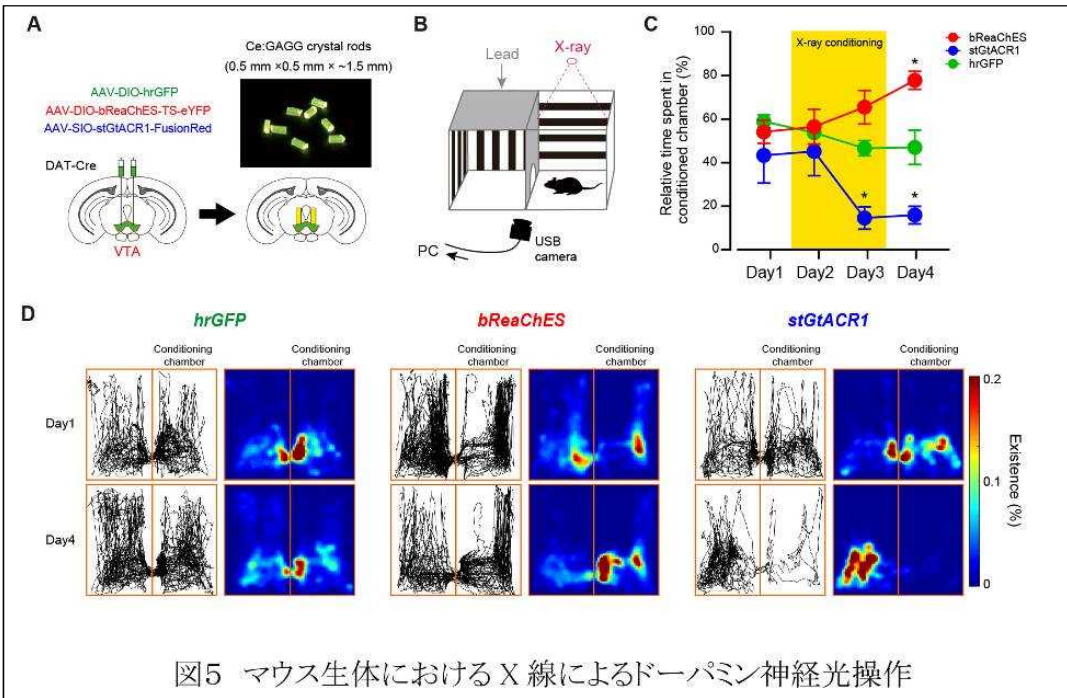 A
Ce:GAGG crystal rods
(0.5 mm ×0.5 mm × ~1.5 mm)
AAV-DIO-hrGFP
AAV-DIO-bReaChES-TS-eYFP
AAV-SIO-stGtACR1-FusionRed
DAT-Cre
VTA
B
Lead
X-ray
PC
USB
camera
C
X-ray conditioning
bReaChES
stGtACR1
hrGFP
Relative time spent in
conditioned chamber (%)
100
80
60
40
20
0
*
*
*
Day1
Day2
Day3
Day4
D
hrGFP
bReaChES
stGtACR1
Conditioning
chamber
Conditioning
chamber
Conditioning
chamber
Conditioning
chamber
Conditioning
chamber
Conditioning
chamber
Day1
Day4
0.2
0.1
0
Existence (%)
図5 マウス生体におけるX線によるドーパミン神経光操作